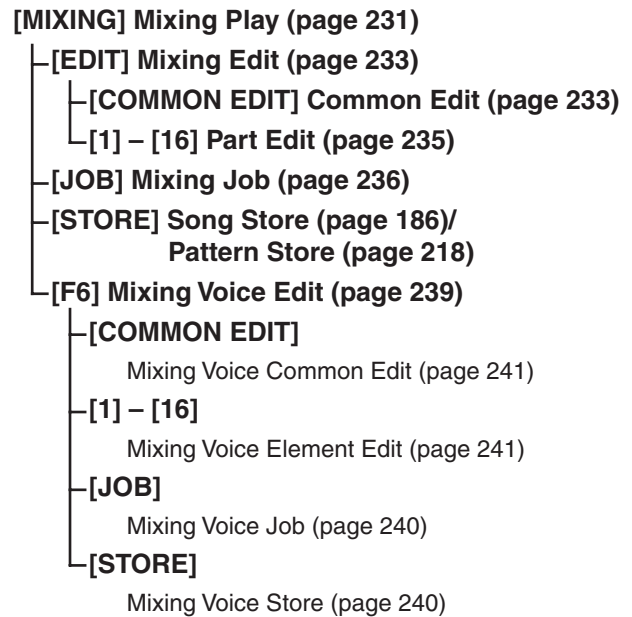 [MIXING] Mixing Play (page 231)
[EDIT] Mixing Edit (page 233)
[COMMON EDIT] Common Edit (page 233)
[1] – [16] Part Edit (page 235)
[JOB] Mixing Job (page 236)
[STORE] Song Store (page 186)/
Pattern Store (page 218)
[F6] Mixing Voice Edit (page 239)
[COMMON EDIT]
Mixing Voice Common Edit (page 241)
[1] – [16]
Mixing Voice Element Edit (page 241)
[JOB]
Mixing Voice Job (page 240)
[STORE]
Mixing Voice Store (page 240)